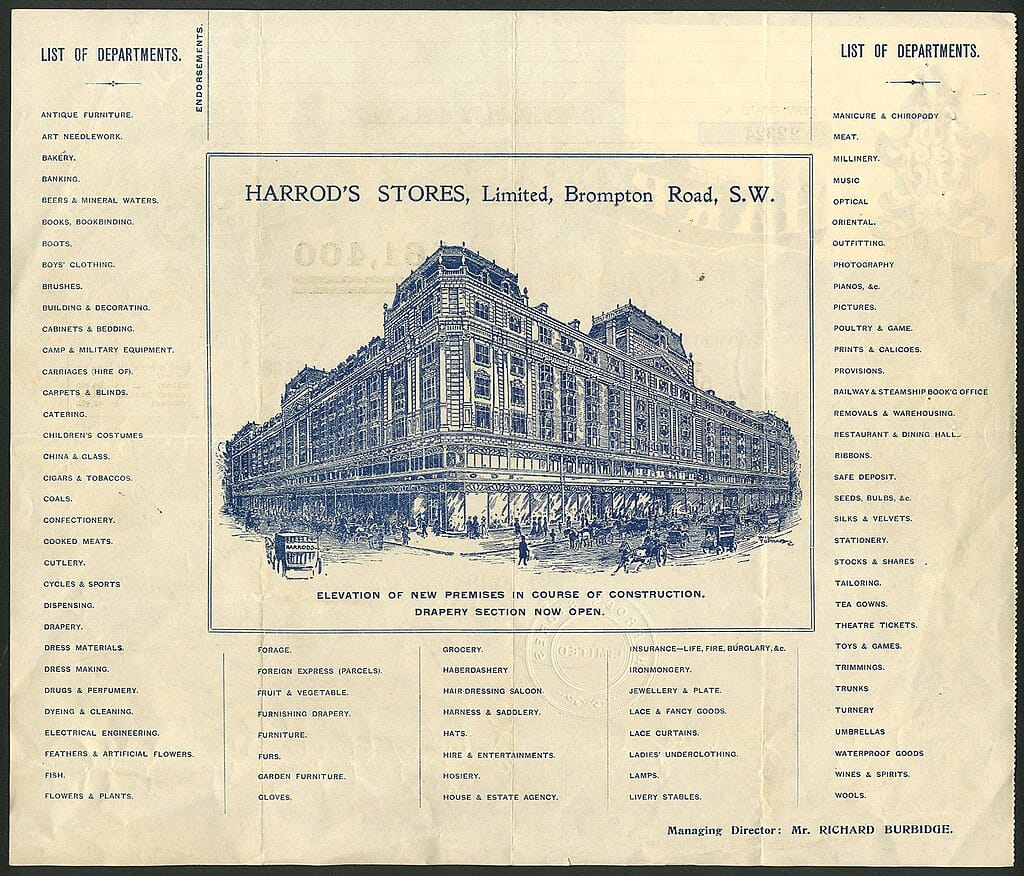 LIST OF DEPARTMENTS.
ANTIQUE FURNITURE.
ART NEEDLEWORK.
BAKERY.
BANKING.
BEERS & MINERAL WATERS.
BOOKS, BOOKBINDING.
BOOTS.
BOYS' CLOTHING.
BRUSHES.
BUILDING & DECORATING.
CABINETS & BEDDING.
CAMP & MILITARY EQUIPMENT.
CARRIAGES (HIRE OF).
CARPETS & BLINDS.
CATERING.
CHILDREN'S COSTUMES
CHINA & GLASS.
CIGARS & TOBACCOS.
COALS.
CONFECTIONERY.
COOKED MEATS.
CUTLERY.
CYCLES & SPORTS
DISPENSING.
DRAPERY.
DRESS MATERIALS.
DRESS MAKING.
DRUGS & PERFUMERY.
DYEING & CLEANING.
ELECTRICAL ENGINEERING.
FEATHERS & ARTIFICIAL FLOWERS.
FISH.
FLOWERS & PLANTS.
ENDORSEMENTS.
HARROD'S STORES, Limited, Brompton Road, S.W.
61,400
HARRODS
ELEVATION OF NEW PREMISES IN COURSE OF CONSTRUCTION.
DRAPERY SECTION NOW OPEN.
FORAGE.
FOREIGN EXPRESS (PARCELS).
FRUIT & VEGETABLE.
FURNISHING DRAPERY.
FURNITURE.
FURS.
GARDEN FURNITURE.
GLOVES.
GROCERY.
HABERDASHERY
HAIR-DRESSING SALOON.
HARNESS & SADDLERY.
HATS.
HIRE & ENTERTAINMENTS.
HOSIERY.
HOUSE & ESTATE AGENCY.
INSURANCE—LIFE, FIRE, BURGLARY, &c.
IRONMONGERY.
JEWELLERY & PLATE.
LACE & FANCY GOODS.
LACE CURTAINS.
LADIES' UNDERCLOTHING.
LAMPS.
LIVERY STABLES.
LIMITED
LIST OF DEPARTMENTS.
MANICURE & CHIROPODY
MEAT.
MILLINERY.
MUSIC
OPTICAL
ORIENTAL.
OUTFITTING.
PHOTOGRAPHY
PIANOS, &c.
PICTURES.
POULTRY & GAME.
PRINTS & CALICOES.
PROVISIONS.
RAILWAY & STEAMSHIP BOOK'G OFFICE
REMOVALS & WAREHOUSING.
RESTAURANT & DINING HALL.
RIBBONS.
SAFE DEPOSIT.
SEEDS, BULBS, &c.
SILKS & VELVETS.
STATIONERY.
STOCKS & SHARES
TAILORING.
TEA GOWNS.
THEATRE TICKETS.
TOYS & GAMES.
TRIMMINGS.
TRUNKS
TURNERY
UMBRELLAS
WATERPROOF GOODS
WINES & SPIRITS.
WOOLS.
Managing Director: Mr. RICHARD BURBIDGE.